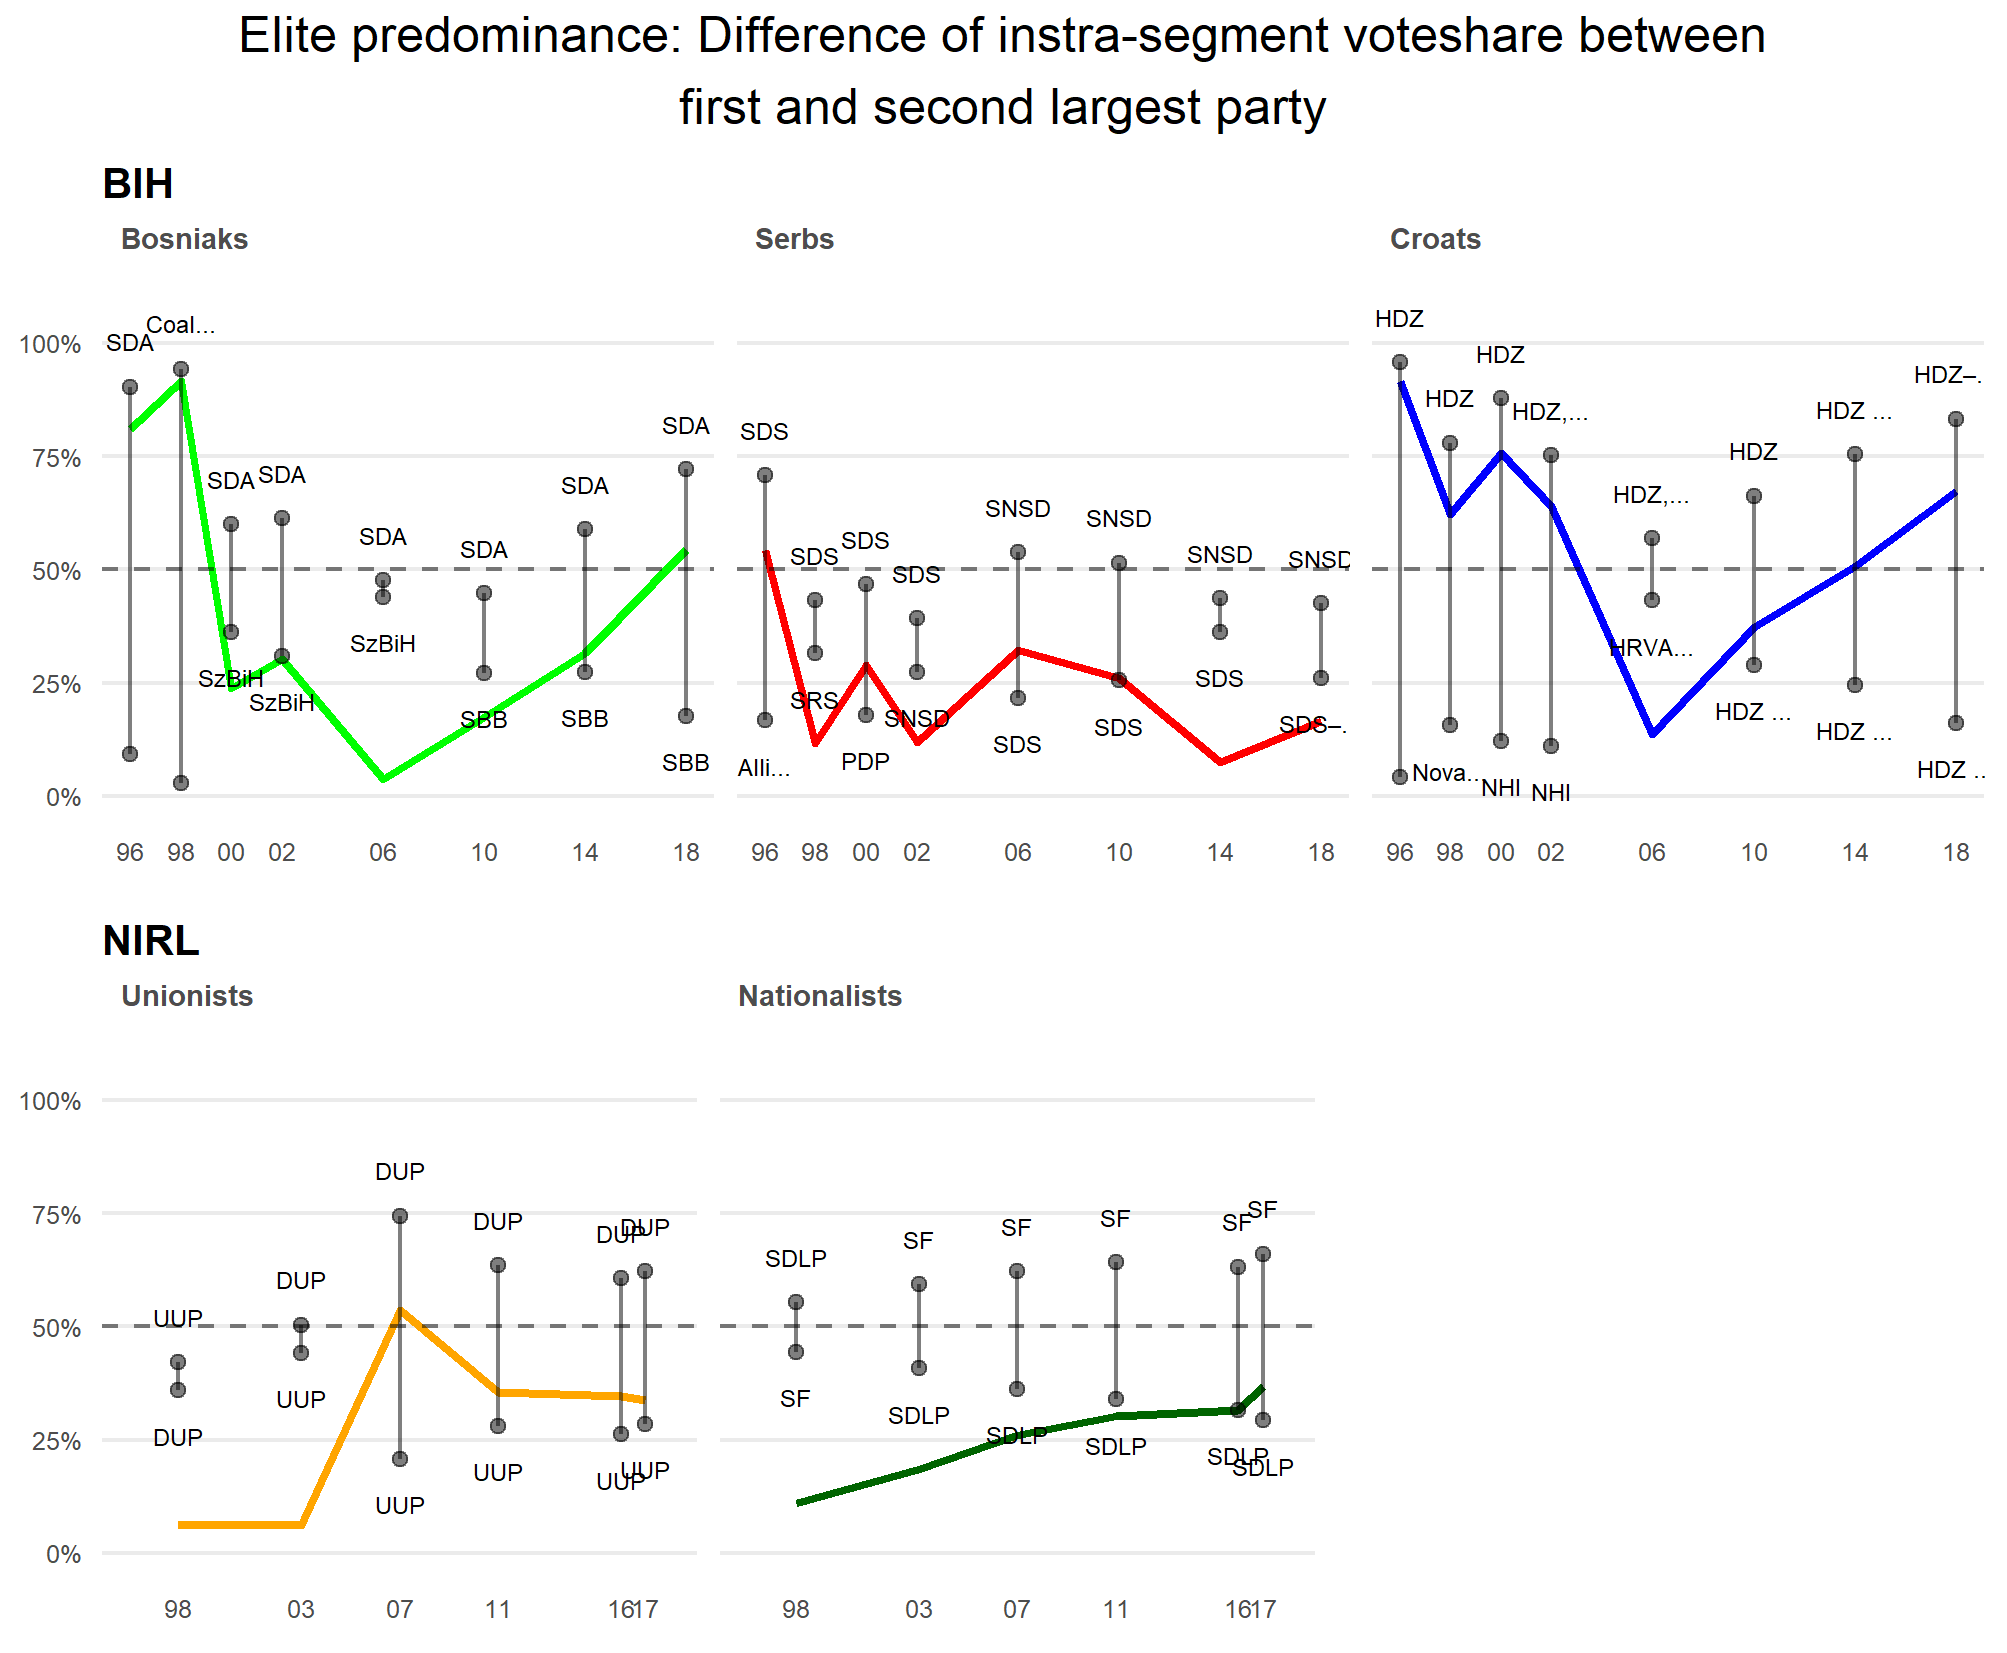 Elite predominance: Difference of instra-segment voteshare between
first and second largest party
BIH
Bosniaks
Serbs
Croats
100%
75%
50%
25%
0%
SDA
Coal...
SDA
SDA
SDA
SDA
SDA
SDA
SzBiH
SzBiH
SzBiH
SBB
SBB
SBB
96 98 00 02 06 10 14 18
SDS
SDS
SDS
SDS
SNSD
SNSD
SNSD
SNSD
Alli...
SRS
PDP
SNSD
SDS
SDS
SDS
SDS–.
96 98 00 02 06 10 14 18
HDZ
HDZ
HDZ
HDZ,...
HDZ,...
HDZ
HDZ ...
HDZ–.
Nova...
NHI
NHI
HRVA...
HDZ ...
HDZ ...
HDZ ..
96 98 00 02 06 10 14 18
NIRL
Unionists
Nationalists
100%
75%
50%
25%
0%
UUP
DUP
DUP
DUP
DUP
DUP
DUP
UUP
UUP
UUP
UUP
UUP
98 03 07 11 16 17
SDLP
SF
SF
SF
SF
SF
SF
SDLP
SDLP
SDLP
SDLP
SDLP
98 03 07 11 16 17